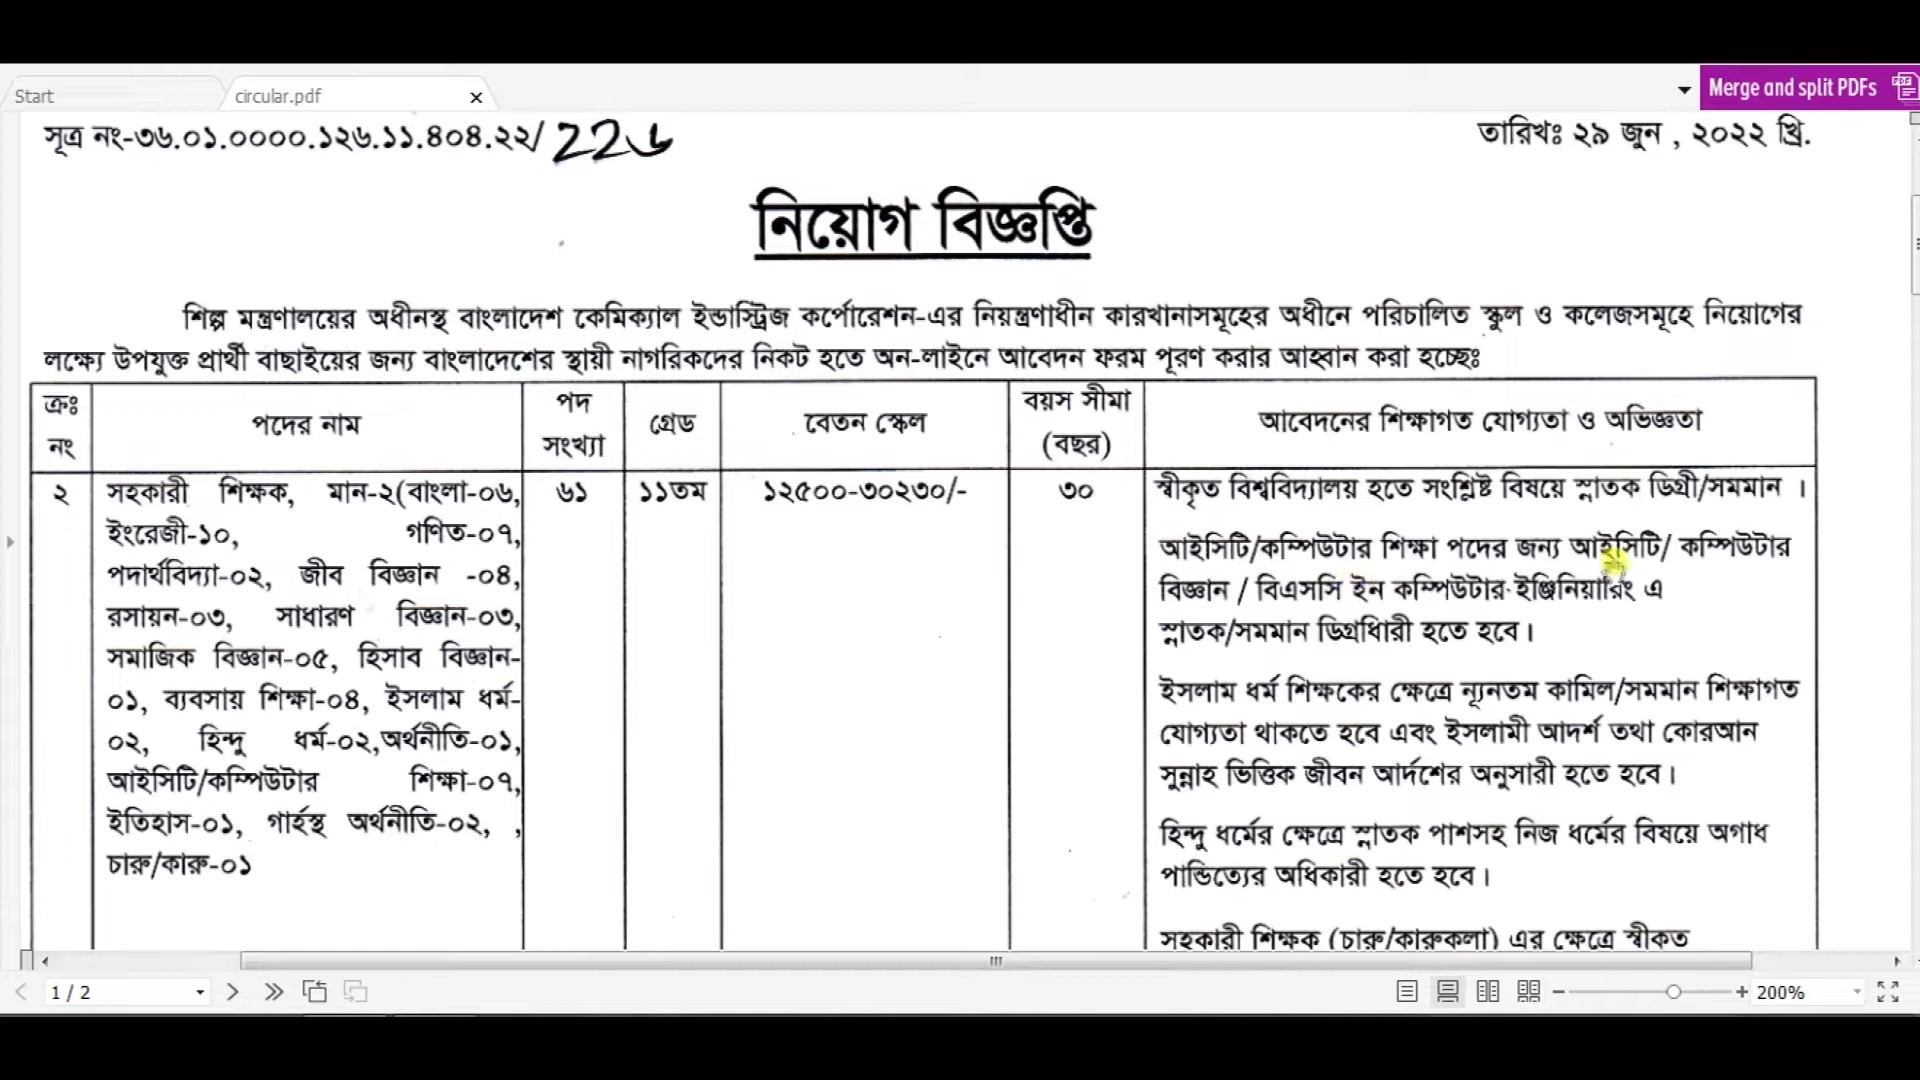 Start
circular.pdf
Merge and split PDFs
সূত্র নং-৩৬.০১.০০০০.১২৬.১১.৪০৪.২২/ 22৬
তারিখঃ ২৯ জুন , ২০২২ খ্রি.
নিয়োগ বিজ্ঞপ্তি
শিল্প মন্ত্রণালয়ের অধীনস্থ বাংলাদেশ কেমিক্যাল ইন্ডাস্ট্রিজ কর্পোরেশন-এর নিয়ন্ত্রণাধীন কারখানাসমূহের অধীনে পরিচালিত স্কুল ও কলেজসমূহে নিয়োগের
লক্ষ্যে উপযুক্ত প্রার্থী বাছাইয়ের জন্য বাংলাদেশের স্থায়ী নাগরিকদের নিকট হতে অন-লাইনে আবেদন ফরম পূরণ করার আহ্বান করা হচ্ছেঃ
ক্রঃ
নং
পদের নাম
পদ
সংখ্যা
গ্রেড
বেতন স্কেল
বয়স সীমা
(বছর)
আবেদনের শিক্ষাগত যোগ্যতা ও অভিজ্ঞতা
২
সহকারী শিক্ষক, মান-২(বাংলা-০৬,
ইংরেজী-১০, গণিত-০৭,
পদার্থবিদ্যা-০২, জীব বিজ্ঞান -০৪,
রসায়ন-০৩, সাধারণ বিজ্ঞান-০৩,
সমাজিক বিজ্ঞান-০৫, হিসাব বিজ্ঞান-
০১, ব্যবসায় শিক্ষা-০৪, ইসলাম ধর্ম-
০২, হিন্দু ধর্ম-০২,অর্থনীতি-০১,
আইসিটি/কম্পিউটার শিক্ষা-০৭,
ইতিহাস-০১, গার্হস্থ অর্থনীতি-০২, ,
চারু/কারু-০১
৬১
১১তম
১২৫০০-৩০২৩০/-
৩০
স্বীকৃত বিশ্ববিদ্যালয় হতে সংশ্লিষ্ট বিষয়ে স্নাতক ডিগ্রী/সমমান ।
আইসিটি/কম্পিউটার শিক্ষা পদের জন্য আইসিটি/ কম্পিউটার
বিজ্ঞান / বিএসসি ইন কম্পিউটার ইঞ্জিনিয়ারিং এ
স্নাতক/সমমান ডিগ্রধিারী হতে হবে।
ইসলাম ধর্ম শিক্ষকের ক্ষেত্রে ন্যূনতম কামিল/সমমান শিক্ষাগত
যোগ্যতা থাকতে হবে এবং ইসলামী আদর্শ তথা কোরআন
সুন্নাহ ভিত্তিক জীবন আর্দশের অনুসারী হতে হবে।
হিন্দু ধর্মের ক্ষেত্রে স্নাতক পাশসহ নিজ ধর্মের বিষয়ে অগাধ
পান্ডিত্যের অধিকারী হতে হবে।
সহকারী শিক্ষক (চারু/কারুকলা) এর ক্ষেত্রে স্বীকৃত
1 / 2
200%